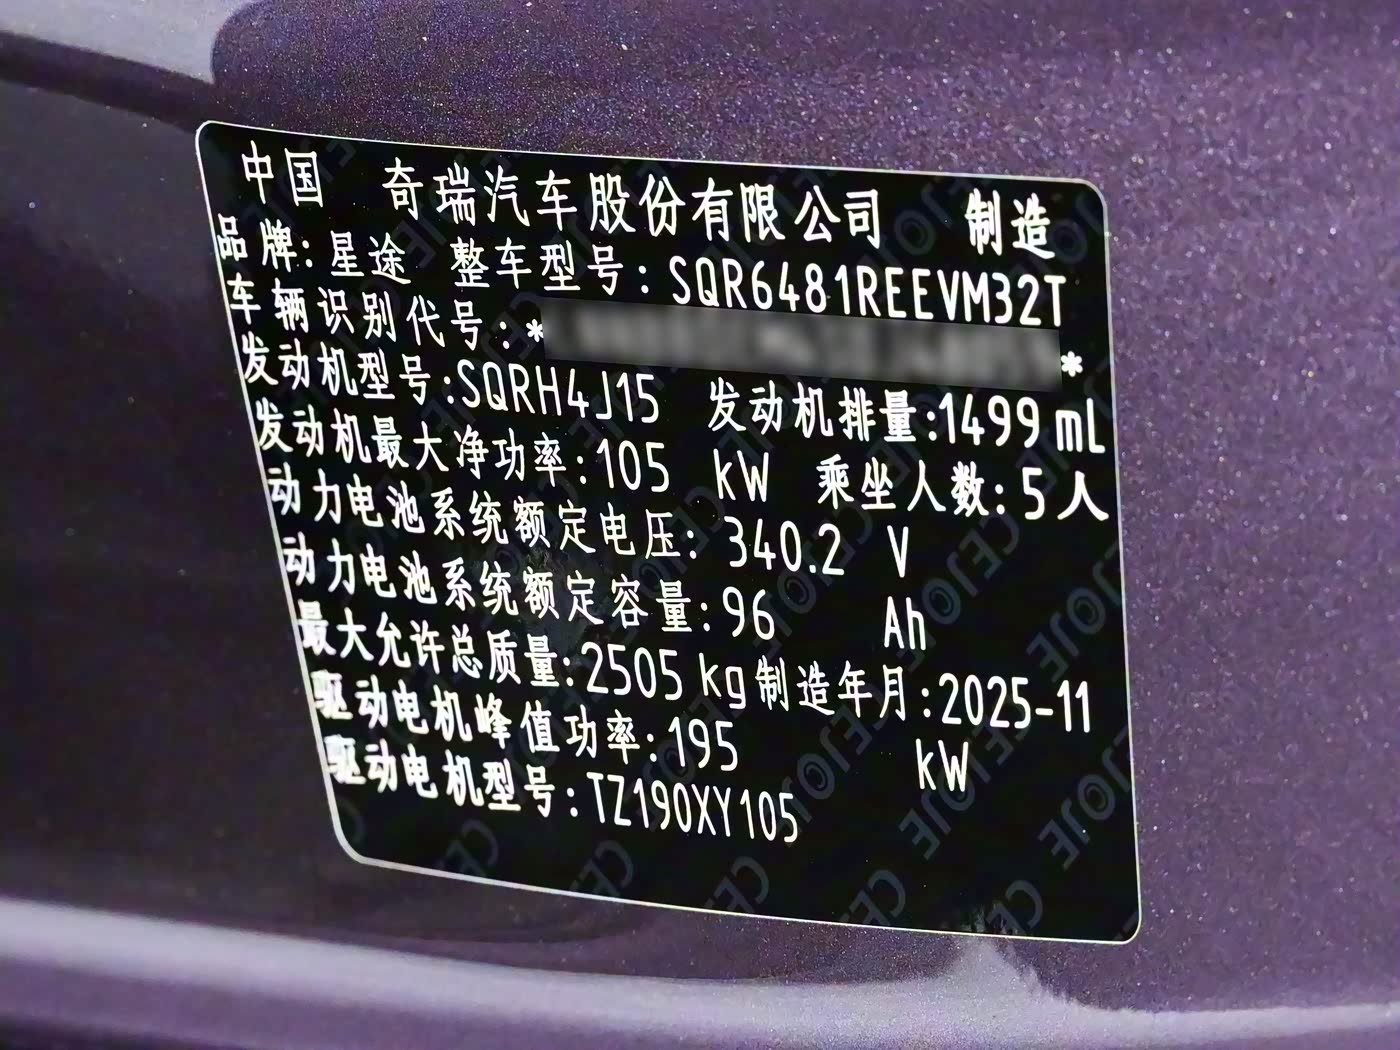 中国 奇瑞汽车股份有限公司 制造
品牌：星途 整车型号：SQR6481REEVM32T
车辆识别代号：* *
发动机型号：SQRH4J15 发动机排量：1499 mL
发动机最大净功率：105 kW 乘坐人数：5人
动力电池系统额定电压：340.2 V
动力电池系统额定容量：96 Ah
最大允许总质量：2505 kg 制造年月：2025-11
驱动电机峰值功率：195 kW
驱动电机型号：TZ190XY105